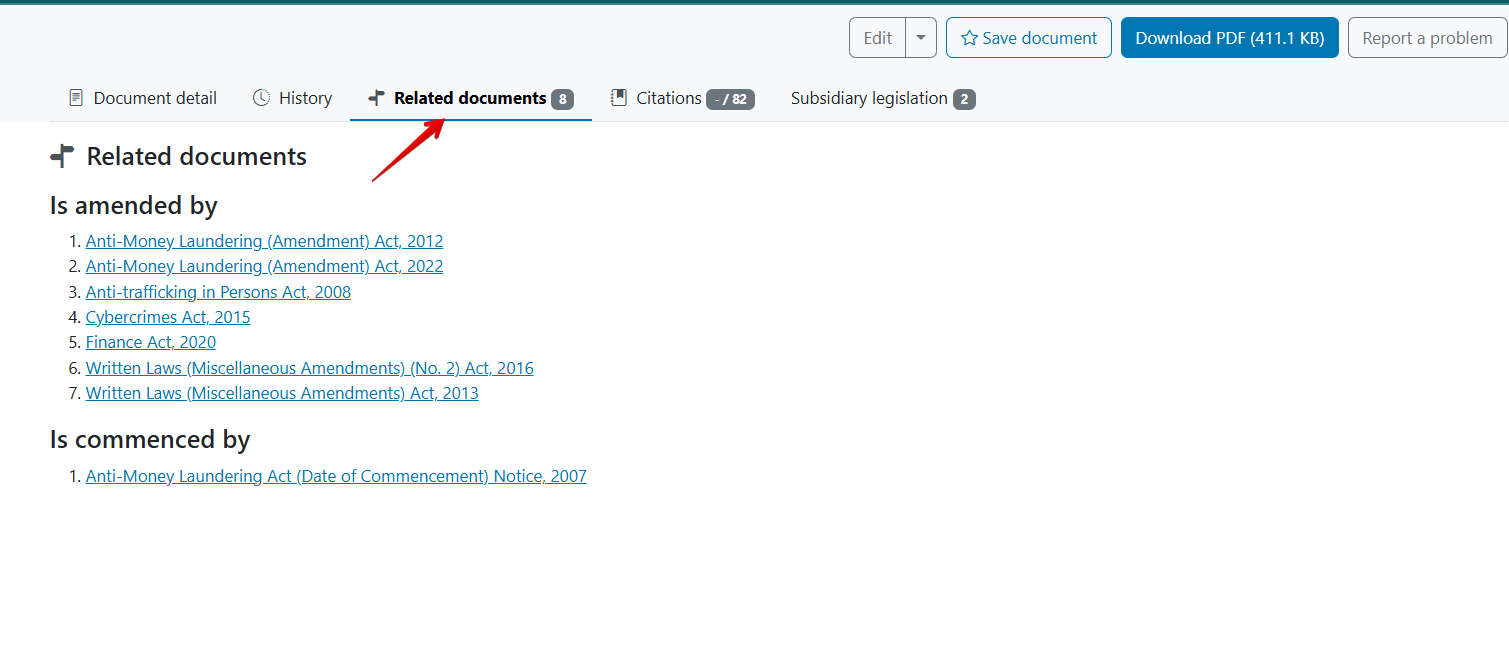 Edit
Save document
Download PDF (411.1 KB)
Report a problem
Document detail
History
Related documents 8
Citations - / 82
Subsidiary legislation 2
Related documents
Is amended by
1. Anti-Money Laundering (Amendment) Act, 2012
2. Anti-Money Laundering (Amendment) Act, 2022
3. Anti-trafficking in Persons Act, 2008
4. Cybercrimes Act, 2015
5. Finance Act, 2020
6. Written Laws (Miscellaneous Amendments) (No. 2) Act, 2016
7. Written Laws (Miscellaneous Amendments) Act, 2013
Is commenced by
1. Anti-Money Laundering Act (Date of Commencement) Notice, 2007